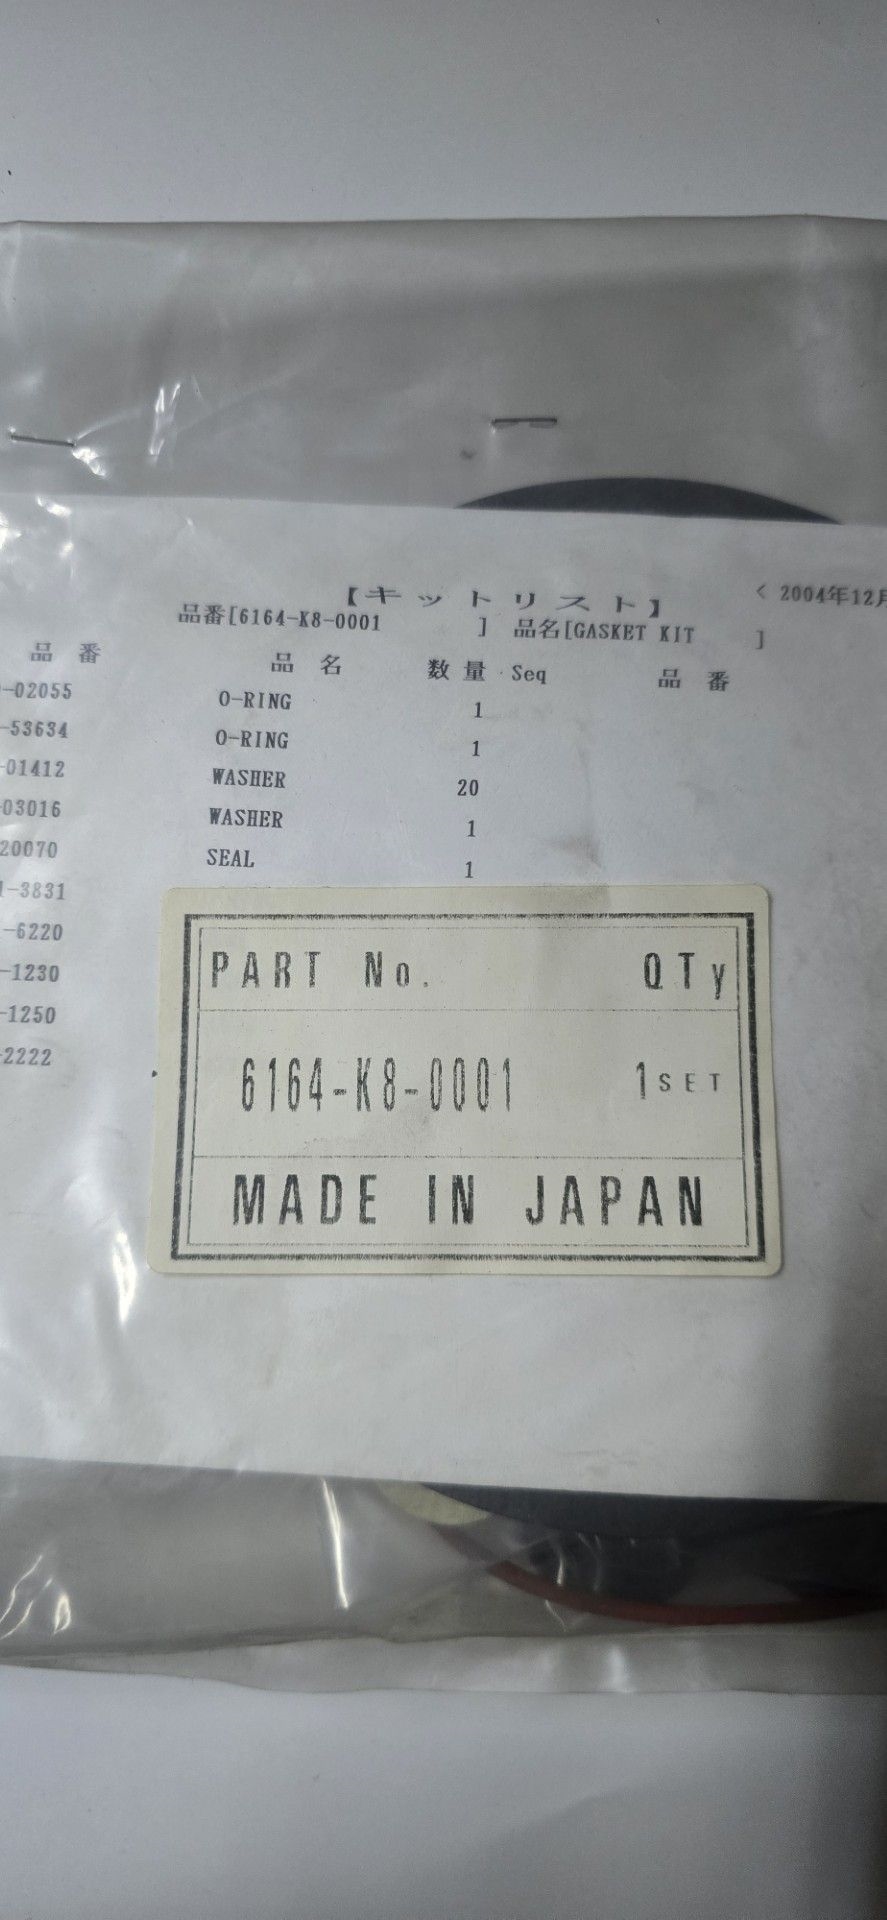 【キットリスト】 < 2004年12月
品番[6164-K8-0001 ] 品名[GASKET KIT ]
品 番 品 名 数 量 Seq 品 番
-02055 O-RING 1
-53634 O-RING 1
-01412 WASHER 20
-03016 WASHER 1
20070 SEAL 1
1-3831
-6220
-1230
-1250
-2222
PART No. QTy
6164-K8-0001 1SET
MADE IN JAPAN